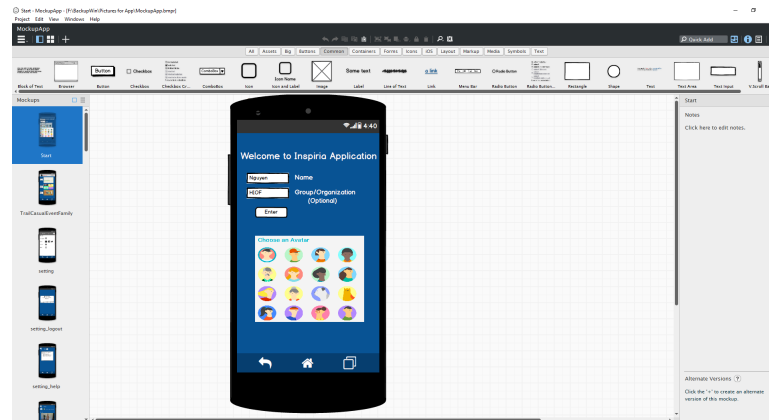 Start - MockupApp - [F:\BackupWin\Pictures for App\MockupApp.bmpr]
Project Edit View Windows Help
MockupApp
Quick Add
All Assets Big Buttons Common Containers Forms Icons iOS Layout Markup Media Symbols Text
Button Checkbox ComboBox Icon Name Some text a link Radio Button
Block of Text Browser Button Checkbox Checkbox Gr... ComboBox Icon Icon and Label Image Label Line of Text Link Menu Bar Radio Button Radio Button... Rectangle Shape Text Text Area Text Input V.Scroll Ba
Mockups
Start
TrailCasualEventFamily
setting
setting_logout
setting_help
4:40
Welcome to Inspiria Application
Nguyen Name
HIOF Group/Organization
(Optional)
Enter
Choose an Avatar
Start
Notes
Click here to edit notes.
Alternate Versions ?
Click the '+' to create an alternate
version of this mockup.